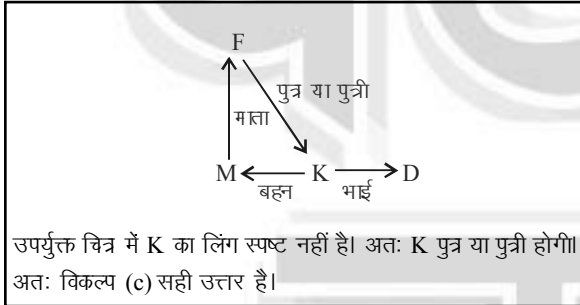 F
पुत्र या पुत्री
माता
M K D
बहन भाई
उपर्युक्त चित्र में K का लिंग स्पष्ट नहीं है। अतः K पुत्र या पुत्री होगी।
अतः विकल्प (c) सही उत्तर है।